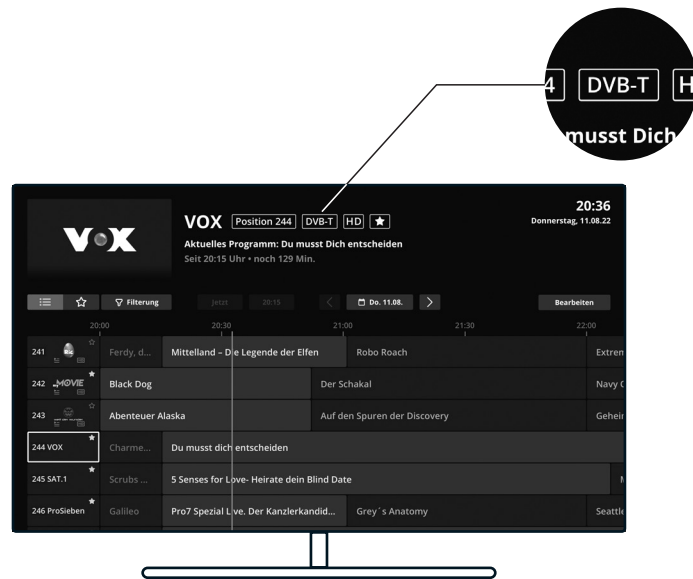 4 DVB-T H
musst Dich
20:36
VOX VOX Position 244 DVB-T HD
Donnerstag, 11.08.22
Aktuelles Programm: Du musst Dich entscheiden
Seit 20:15 Uhr • noch 129 Min.
Filterung Jetzt 20:15 Do. 11.08. Bearbeiten
20:00 20:30 21:00 21:30 22:00
241 Ferdy, d... Mittelland – Die Legende der Elfen Robo Roach Extrem
242 MOVIE Black Dog Der Schakal Navy C
243 Abenteuer Alaska Auf den Spuren der Discovery Geheim
244 VOX Charme... Du musst dich entscheiden
245 SAT.1 Scrubs ... 5 Senses for Love- Heirate dein Blind Date
246 ProSieben Galileo Pro7 Spezial Live. Der Kanzlerkandid... Grey´s Anatomy Seattle